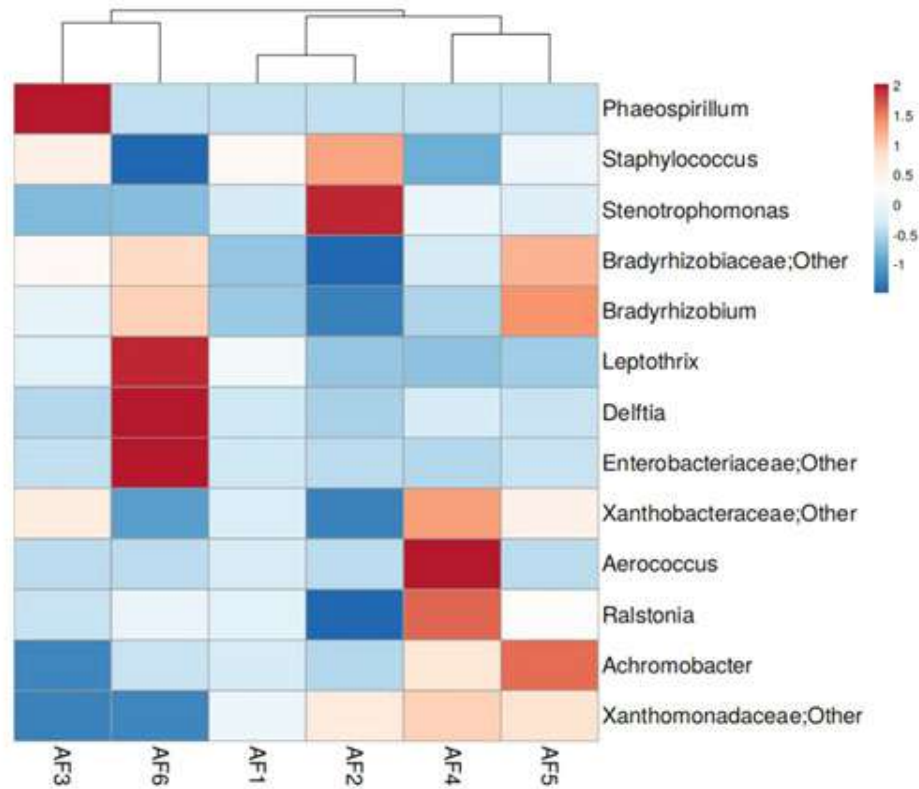 2
1.5
1
0.5
0
-0.5
-1
Phaeospirillum
Staphylococcus
Stenotrophomonas
Bradyrhizobiaceae;Other
Bradyrhizobium
Leptothrix
Delftia
Enterobacteriaceae;Other
Xanthobacteraceae;Other
Aerococcus
Ralstonia
Achromobacter
Xanthomonadaceae;Other
AF3 AF6 AF1 AF2 AF4 AF5